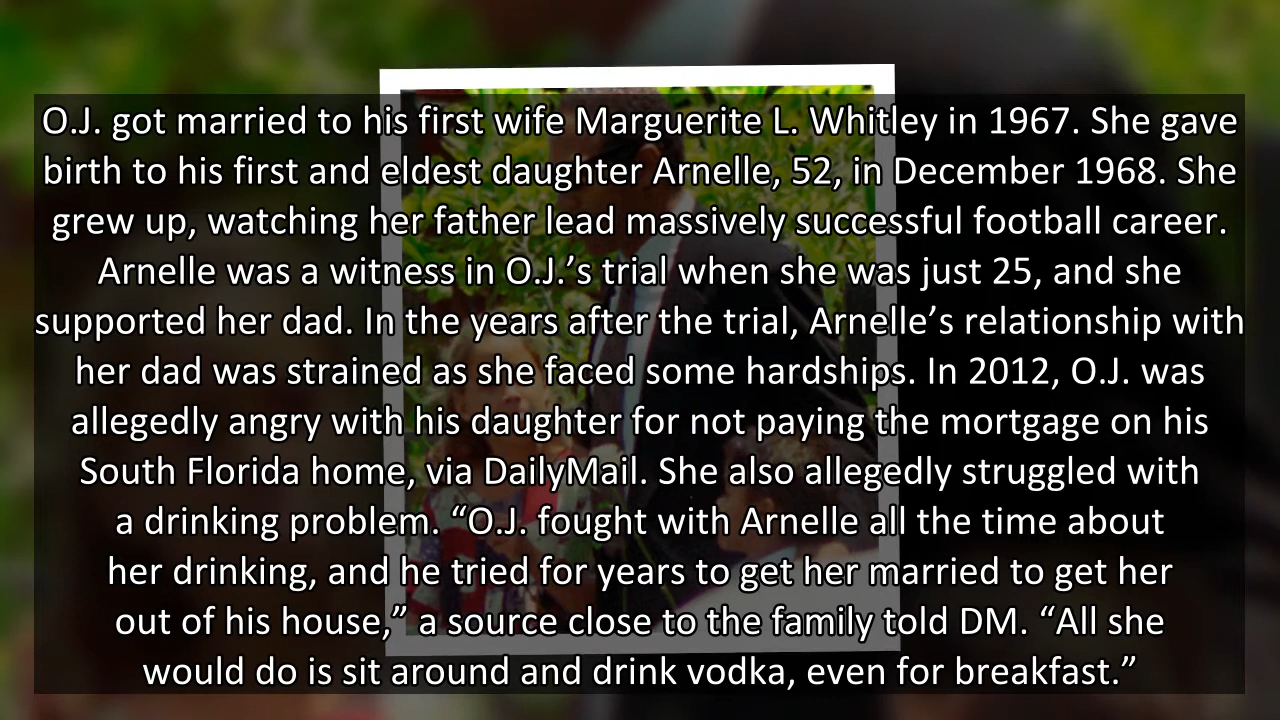 O.J. got married to his first wife Marguerite L. Whitley in 1967. She gave
birth to his first and eldest daughter Arnelle, 52, in December 1968. She
grew up, watching her father lead massively successful football career.
Arnelle was a witness in O.J.’s trial when she was just 25, and she
supported her dad. In the years after the trial, Arnelle’s relationship with
her dad was strained as she faced some hardships. In 2012, O.J. was
allegedly angry with his daughter for not paying the mortgage on his
South Florida home, via DailyMail. She also allegedly struggled with
a drinking problem. “O.J. fought with Arnelle all the time about
her drinking, and he tried for years to get her married to get her
out of his house,” a source close to the family told DM. “All she
would do is sit around and drink vodka, even for breakfast.”